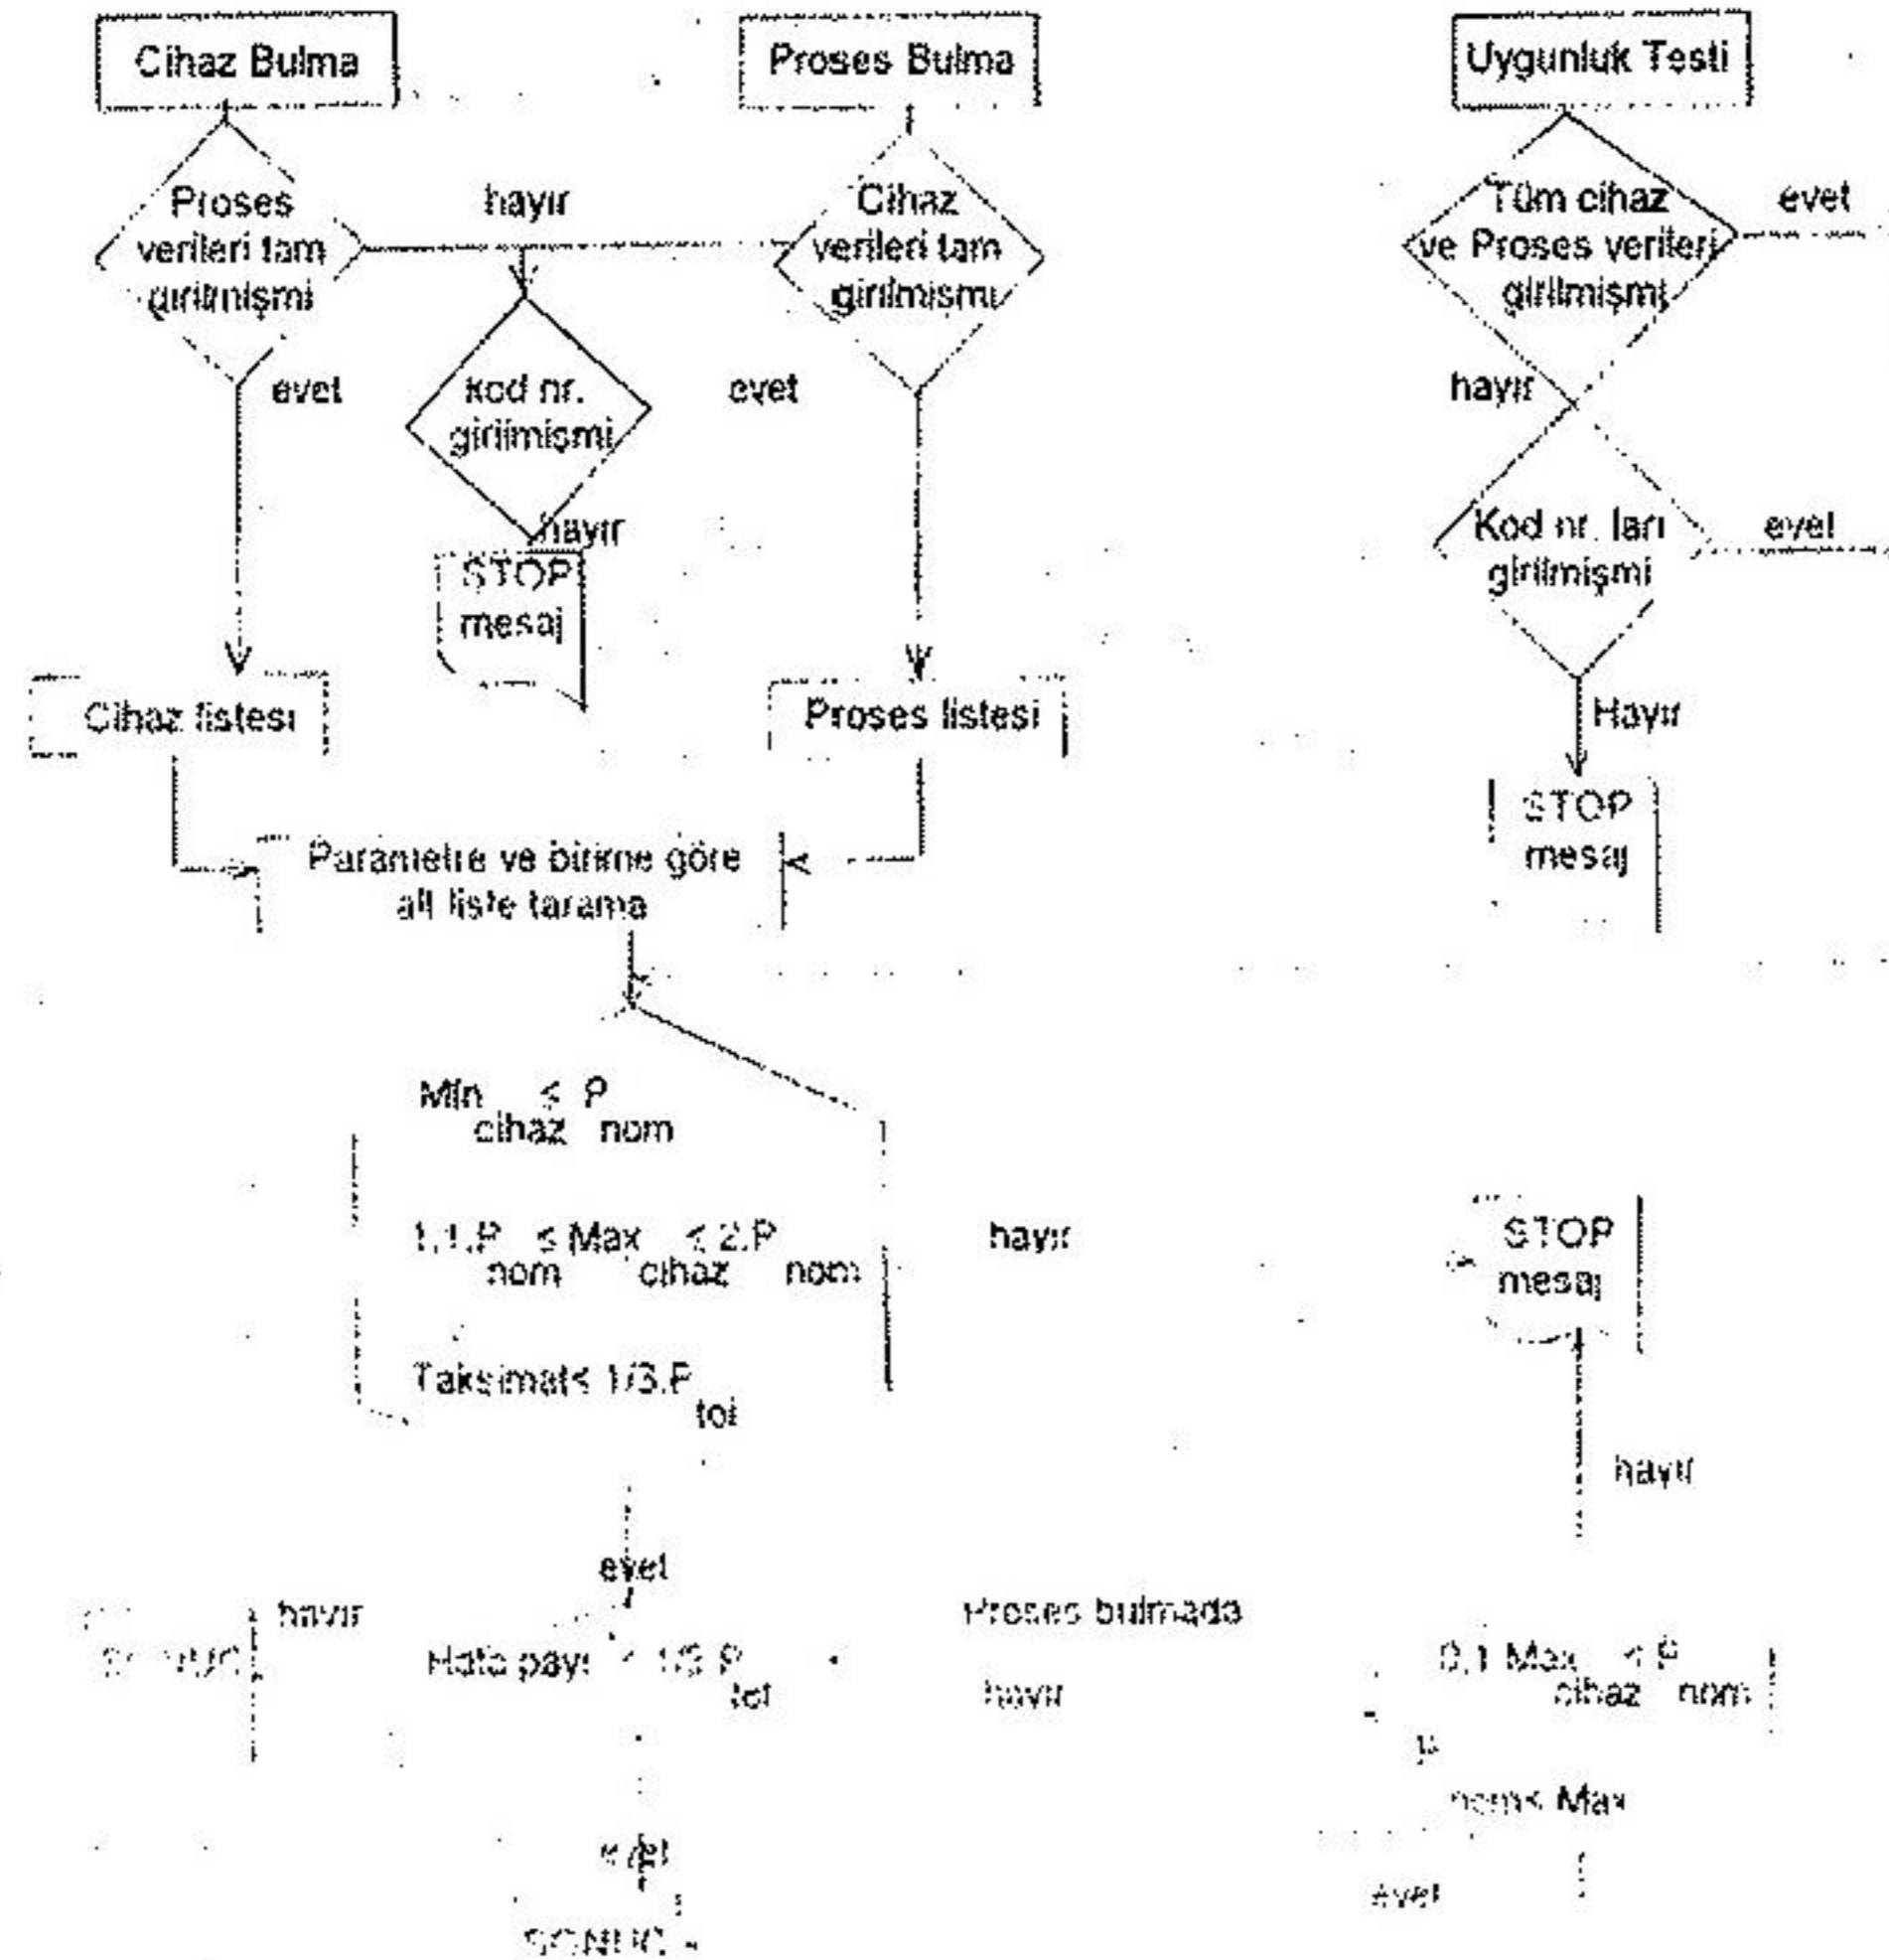 Cihaz Bulma
Proses Bulma
Uygunluk Testi
Proses
verileri tam
girilmişmi
hayır
Cihaz
verileri tam
girilmişmi
Tüm cihaz
ve Proses verileri
girilmişmi
evet
evet
kod nr.
girilmişmi
evet
hayır
hayır
STOP
mesaj
Kod nr. ları
girilmişmi
evet
Cihaz listesi
Proses listesi
Hayır
STOP
mesaj
Parametre ve birime göre
alt liste tarama
Min cihaz ≤ P nom
1,1.P nom ≤ Max cihaz ≤ 2.P nom
hayır
STOP
mesaj
Taksimat≤ 1/3.P tol
hayır
evet
hayır
Proses bulmada
Hata payı
P tol
hayır
0,1 Max cihaz ≤ P nom
nom≤ Max
evet
evet
SONUC